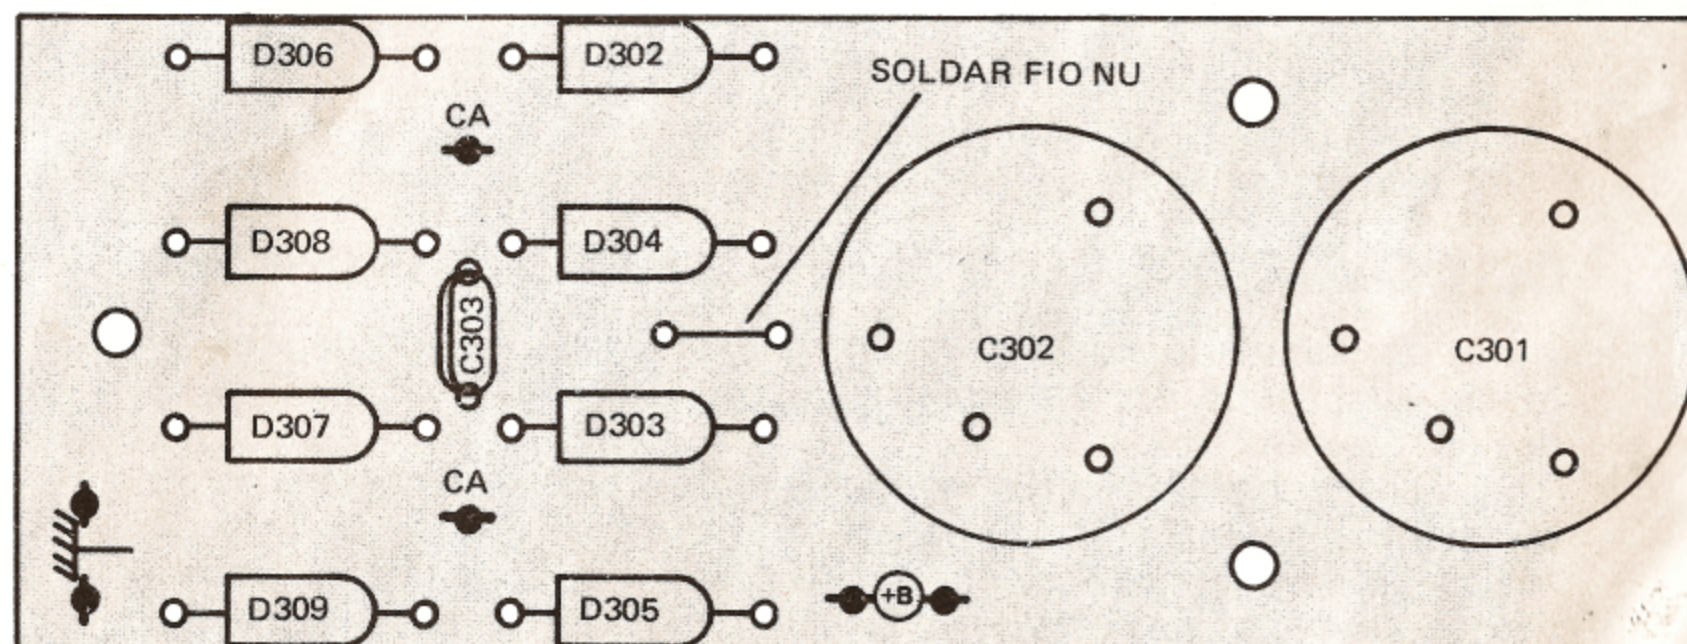 D306
D302
SOLDAR FIO NU
CA
D308
D304
C303
C302
C301
D307
D303
CA
D309
D305
+B